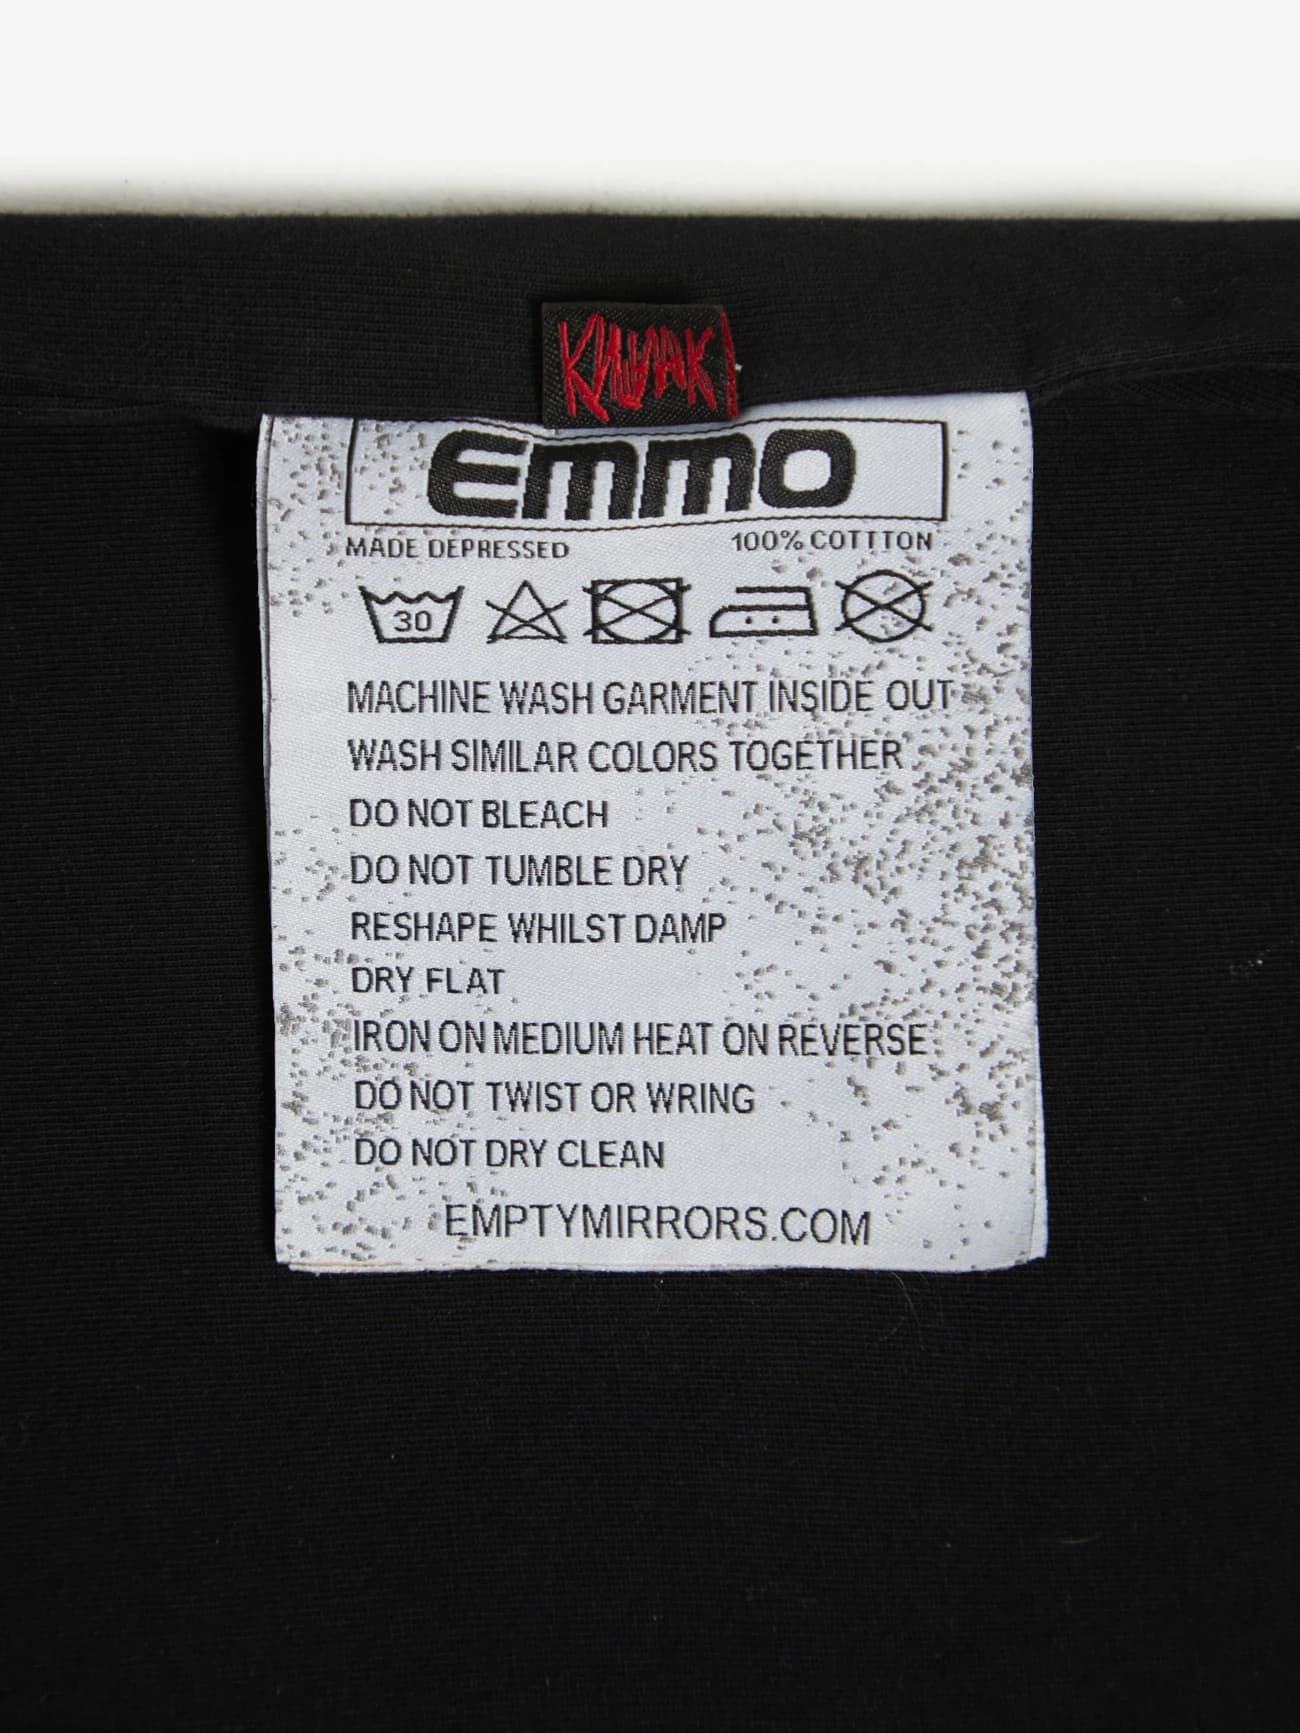 EMMO
MADE DEPRESSED 100% COTTTON
30
MACHINE WASH GARMENT INSIDE OUT
WASH SIMILAR COLORS TOGETHER
DO NOT BLEACH
DO NOT TUMBLE DRY
RESHAPE WHILST DAMP
DRY FLAT
IRON ON MEDIUM HEAT ON REVERSE
DO NOT TWIST OR WRING
DO NOT DRY CLEAN
EMPTYMIRRORS.COM